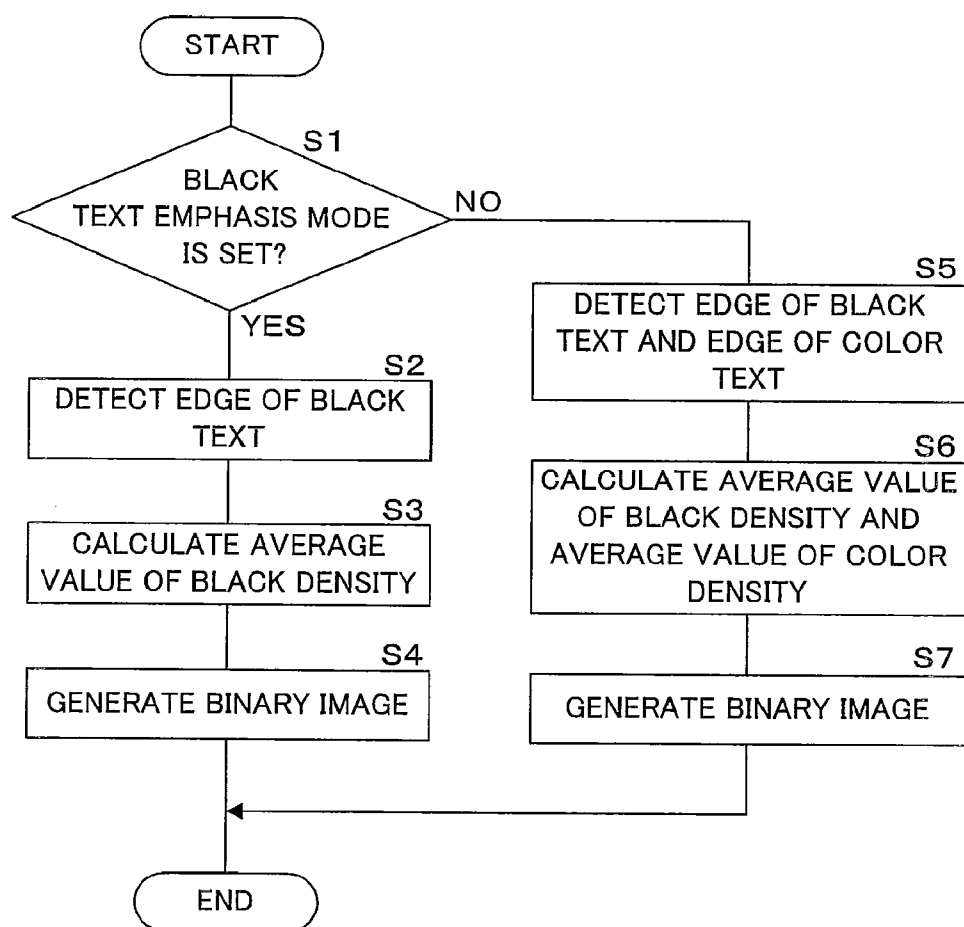 START
S1
BLACK
TEXT EMPHASIS MODE
IS SET?
NO
YES
S2
DETECT EDGE OF BLACK
TEXT
S3
CALCULATE AVERAGE
VALUE OF BLACK DENSITY
S4
GENERATE BINARY IMAGE
S5
DETECT EDGE OF BLACK
TEXT AND EDGE OF COLOR
TEXT
S6
CALCULATE AVERAGE VALUE
OF BLACK DENSITY AND
AVERAGE VALUE OF COLOR
DENSITY
S7
GENERATE BINARY IMAGE
END